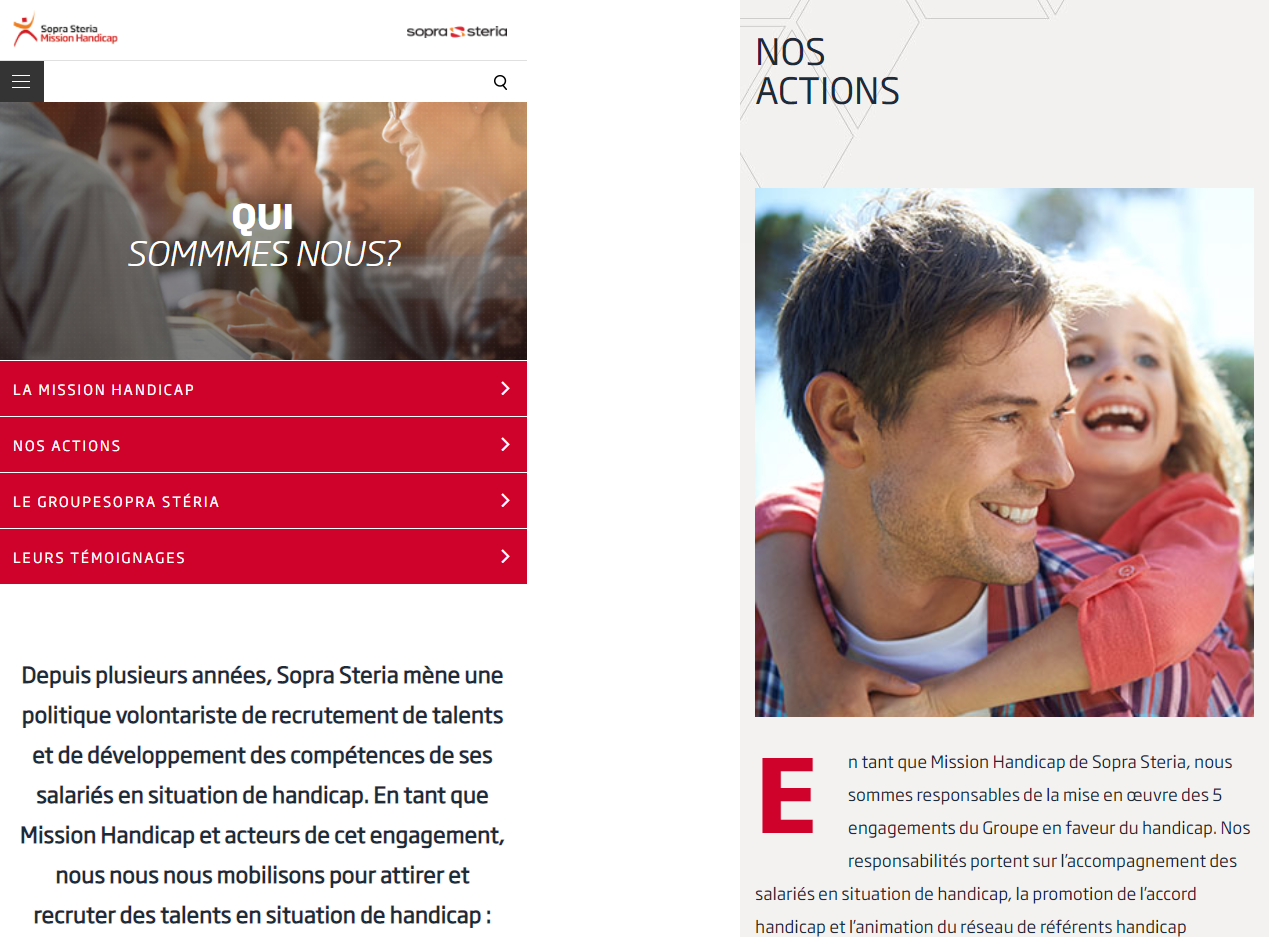 Sopra Steria
Mission Handicap
sopra steria
QUI
SOMMMES NOUS?
LA MISSION HANDICAP
NOS ACTIONS
LE GROUPESOPRA STÉRIA
LEURS TÉMOIGNAGES
Depuis plusieurs années, Sopra Steria mène une
politique volontariste de recrutement de talents
et de développement des compétences de ses
salariés en situation de handicap. En tant que
Mission Handicap et acteurs de cet engagement,
nous nous nous mobilisons pour attirer et
recruter des talents en situation de handicap :
NOS
ACTIONS
En tant que Mission Handicap de Sopra Steria, nous
sommes responsables de la mise en œuvre des 5
engagements du Groupe en faveur du handicap. Nos
responsabilités portent sur l'accompagnement des
salariés en situation de handicap, la promotion de l'accord
handicap et l'animation du réseau de référents handicap